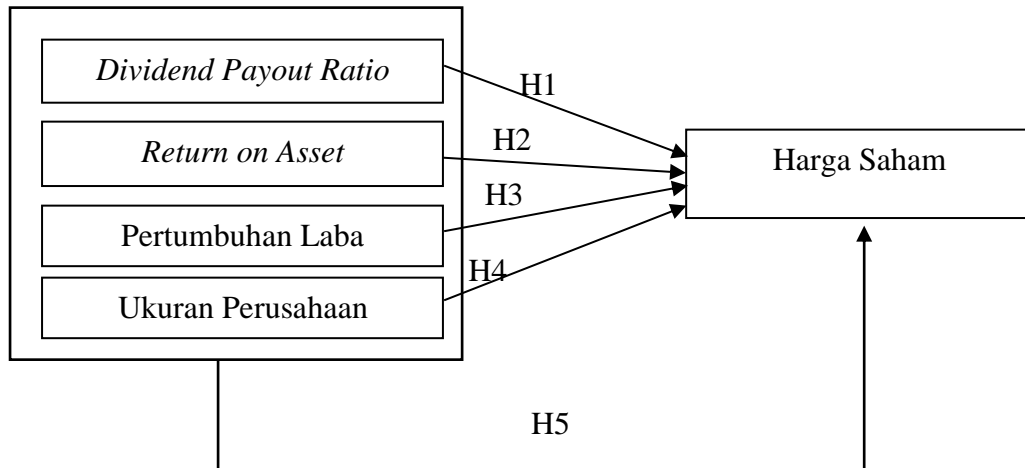 Dividend Payout Ratio
H1
Return on Asset
H2
Harga Saham
H3
Pertumbuhan Laba
H4
Ukuran Perusahaan
H5